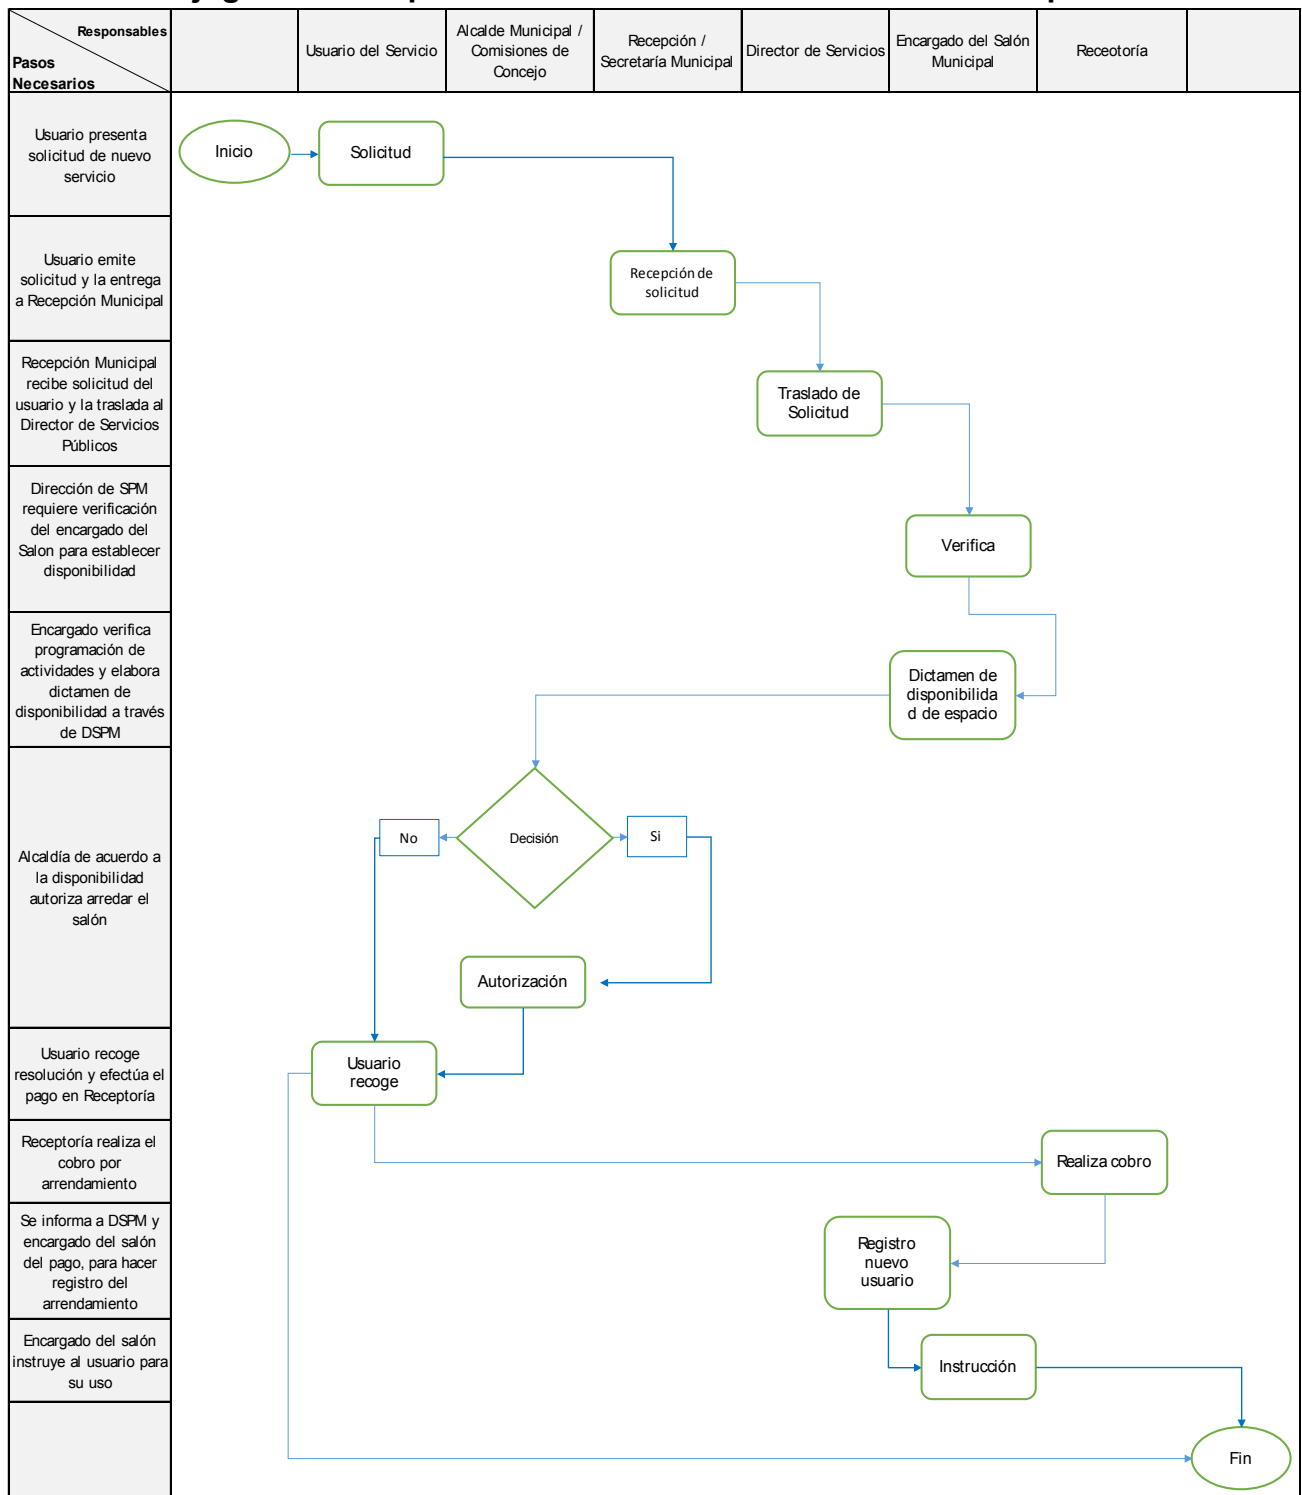 Responsables
Pasos
Necesarios
Usuario del Servicio
Alcalde Municipal /
Comisiones de
Concejo
Recepción /
Secretaría Municipal
Director de Servicios
Encargado del Salón
Municipal
Receotoría
Usuario presenta
solicitud de nuevo
servicio
Inicio
Solicitud
Usuario emite
solicitud y la entrega
a Recepción Municipal
Recepción de
solicitud
Recepción Municipal
recibe solicitud del
usuario y la traslada al
Director de Servicios
Públicos
Traslado de
Solicitud
Dirección de SPM
requiere verificación
del encargado del
Salon para establecer
disponibilidad
Verifica
Encargado verifica
programación de
actividades y elabora
dictamen de
disponibilidad a través
de DSPM
Dictamen de
disponibilida
d de espacio
Alcaldía de acuerdo a
la disponibilidad
autoriza arredar el
salón
No
Decisión
Si
Autorización
Usuario recoge
resolución y efectúa el
pago en Receptoría
Usuario
recoge
Receptoría realiza el
cobro por
arrendamiento
Realiza cobro
Se informa a DSPM y
encargado del salón
del pago, para hacer
registro del
arrendamiento
Registro
nuevo
usuario
Encargado del salón
instruye al usuario para
su uso
Instrucción
Fin